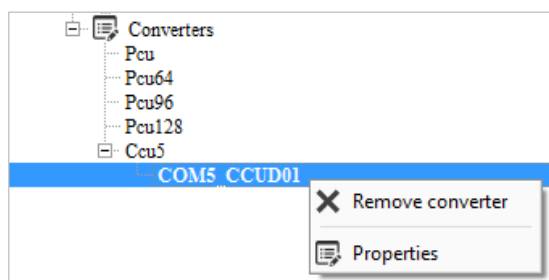 Converters
Pcu
Pcu64
Pcu96
Pcu128
Ccu5
COM5_CCUD01
Remove converter
Properties